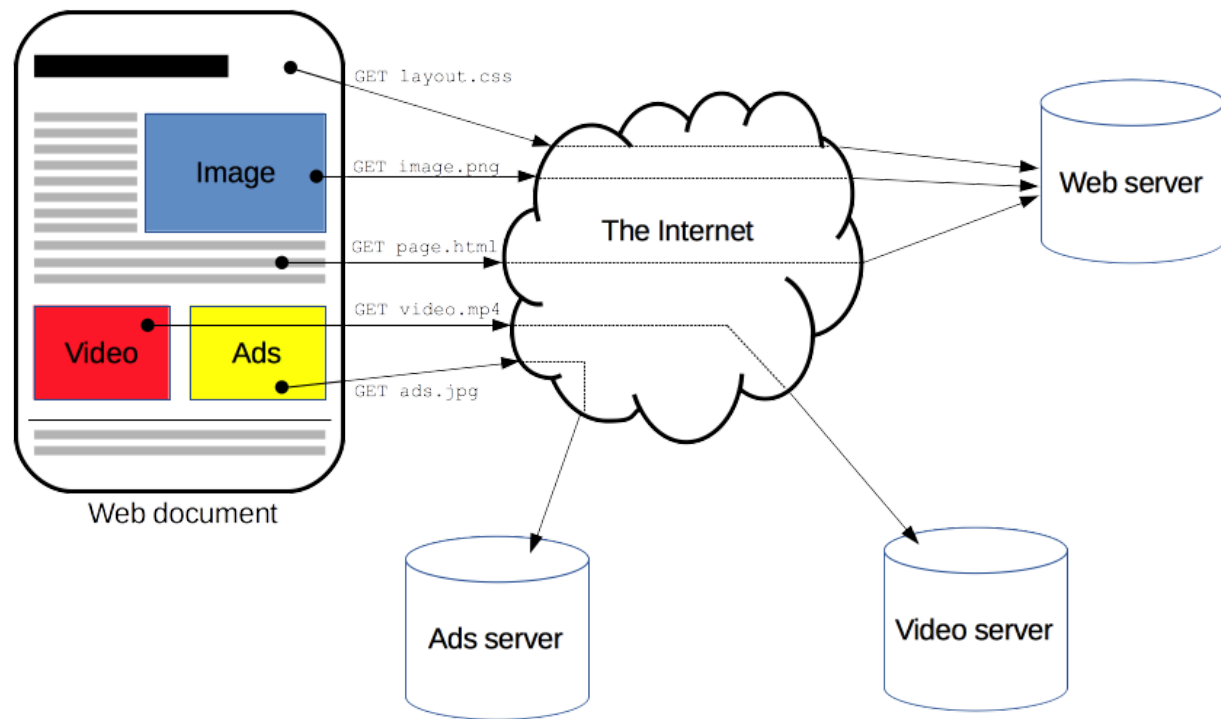 GET layout.css
Image
GET image.png
Web server
The Internet
GET page.html
GET video.mp4
Video
Ads
GET ads.jpg
Web document
Ads server
Video server